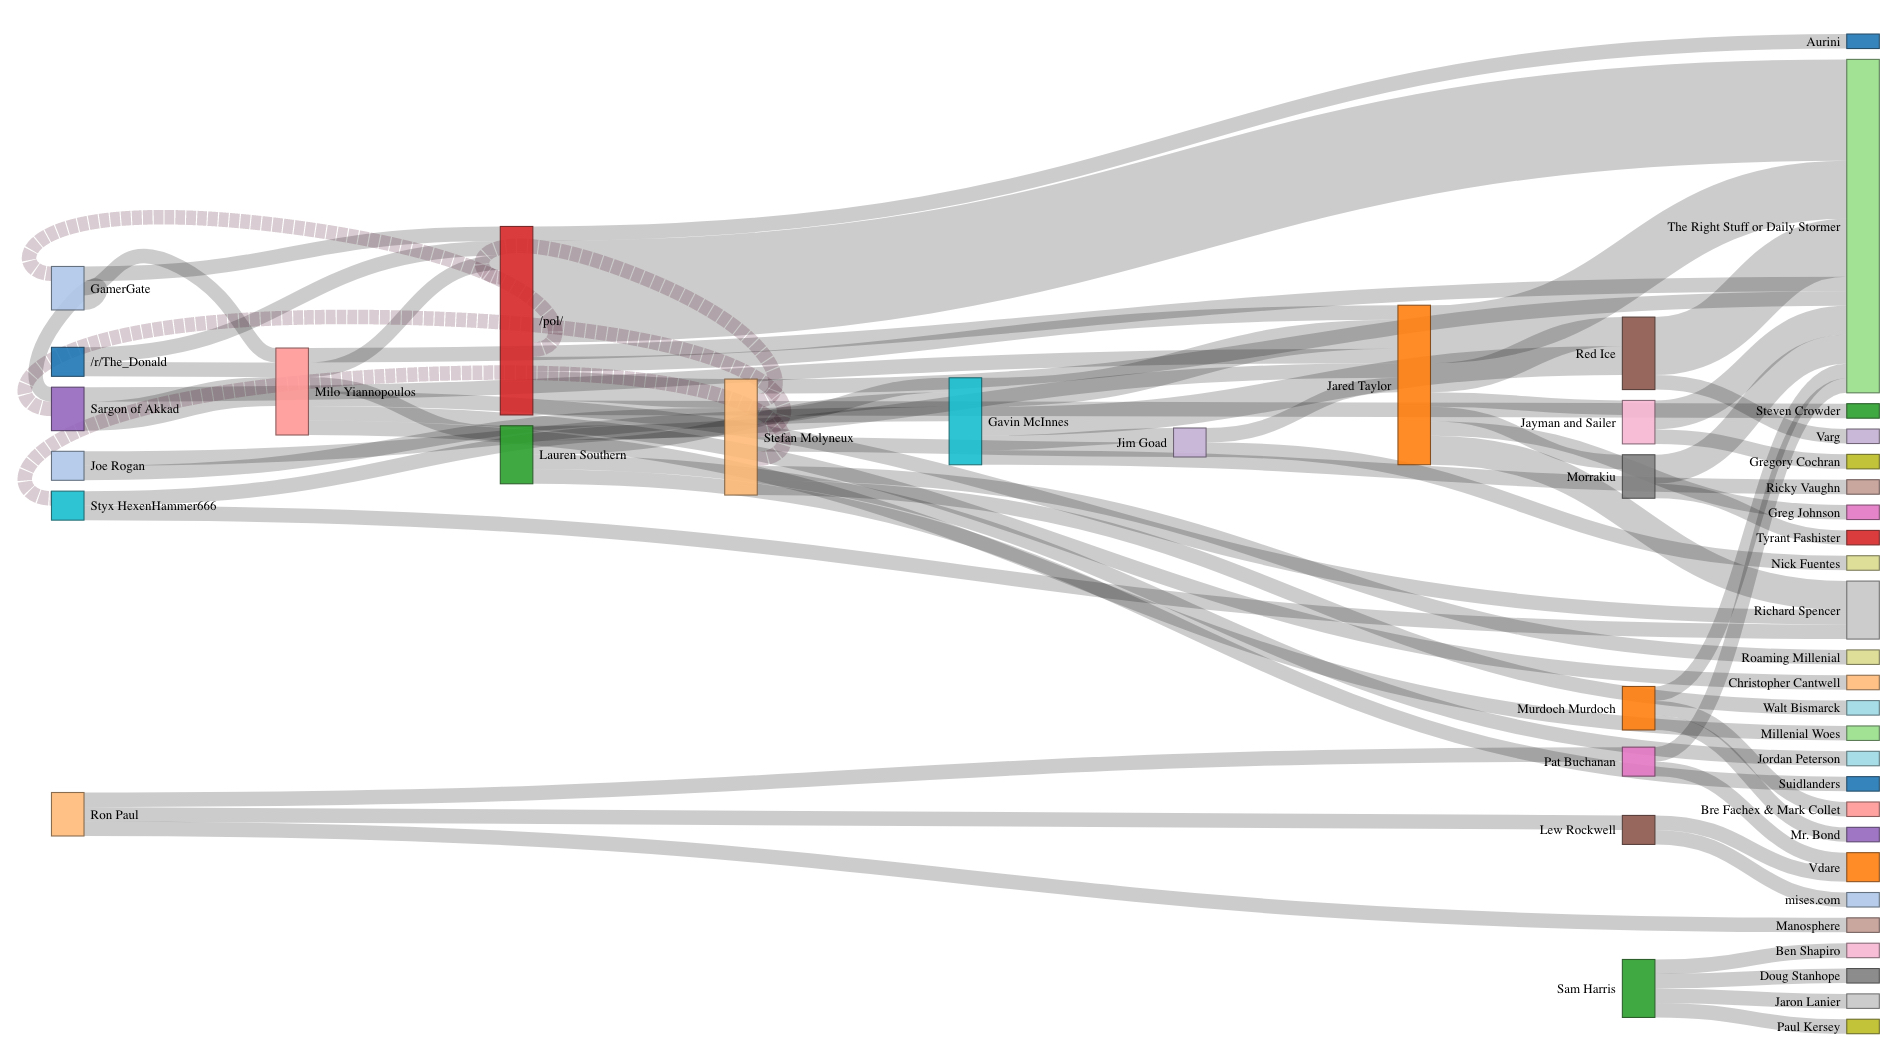 GamerGate
/r/The_Donald
Sargon of Akkad
Joe Rogan
Styx HexenHammer666
Ron Paul
Milo Yiannopoulos
/pol/
Lauren Southern
Stefan Molyneux
Gavin McInnes
Jim Goad
Jared Taylor
Red Ice
Jayman and Sailer
Morrakiu
Murdoch Murdoch
Pat Buchanan
Lew Rockwell
Sam Harris
Aurini
The Right Stuff or Daily Stormer
Steven Crowder
Varg
Gregory Cochran
Ricky Vaughn
Greg Johnson
Tyrant Fashister
Nick Fuentes
Richard Spencer
Roaming Millenial
Christopher Cantwell
Walt Bismarck
Millenial Woes
Jordan Peterson
Suidlanders
Bre Fachex & Mark Collet
Mr. Bond
Vdare
mises.com
Manosphere
Ben Shapiro
Doug Stanhope
Jaron Lanier
Paul Kersey